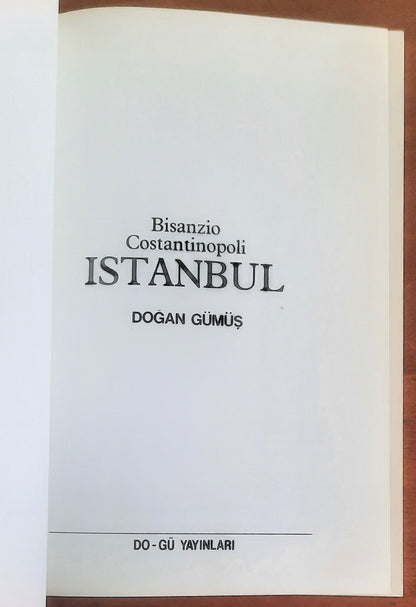 Bisanzio
Costantinopoli
ISTANBUL
DOĞAN GÜMÜŞ
DO-GÜ YAYINLARI